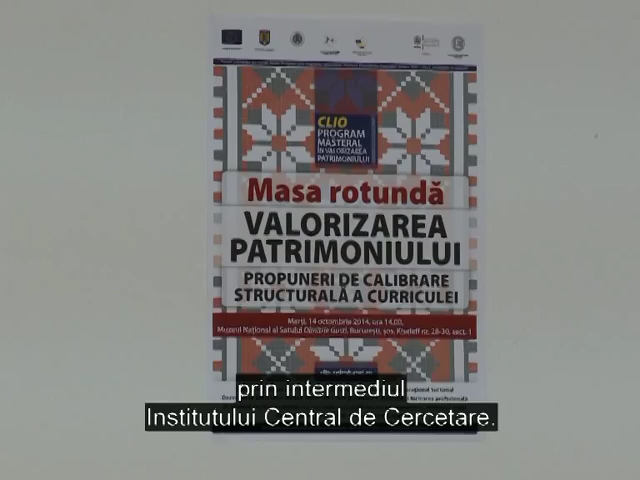 CLIO
PROGRAM
MASTERAL
ÎN VALORIZAREA
PATRIMONIULUI
Masa rotundă
VALORIZAREA
PATRIMONIULUI
PROPUNERI DE CALIBRARE
STRUCTURALĂ A CURRICULEI
Marți, 14 octombrie 2014, ora 14.00,
Muzeul Național al Satului Dimitrie Gusti, București, șos. Kiseleff nr. 28-30, sect. 1
prin intermediul
Institutului Central de Cercetare.